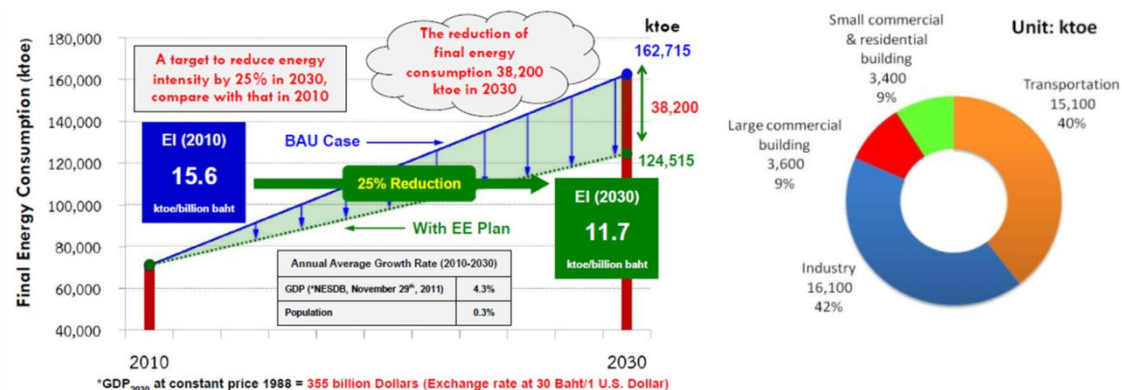 Final Energy Consumption (ktoe)
180,000
160,000
140,000
120,000
100,000
80,000
60,000
40,000
A target to reduce energy
intensity by 25% in 2030,
compare with that in 2010
The reduction of
final energy
consumption 38,200
ktoe in 2030
ktoe
162,715
38,200
124,515
EI (2010)
15.6
ktoe/billion baht
BAU Case
25% Reduction
With EE Plan
EI (2030)
11.7
ktoe/billion baht
Annual Average Growth Rate (2010-2030)
GDP (*NESDB, November 29th, 2011) 4.3%
Population 0.3%
2010
2030
*GDP2030 at constant price 1988 = 355 billion Dollars (Exchange rate at 30 Baht/1 U.S. Dollar)
Unit: ktoe
Small commercial
& residential
building
3,400
9%
Transportation
15,100
40%
Large commercial
building
3,600
9%
Industry
16,100
42%